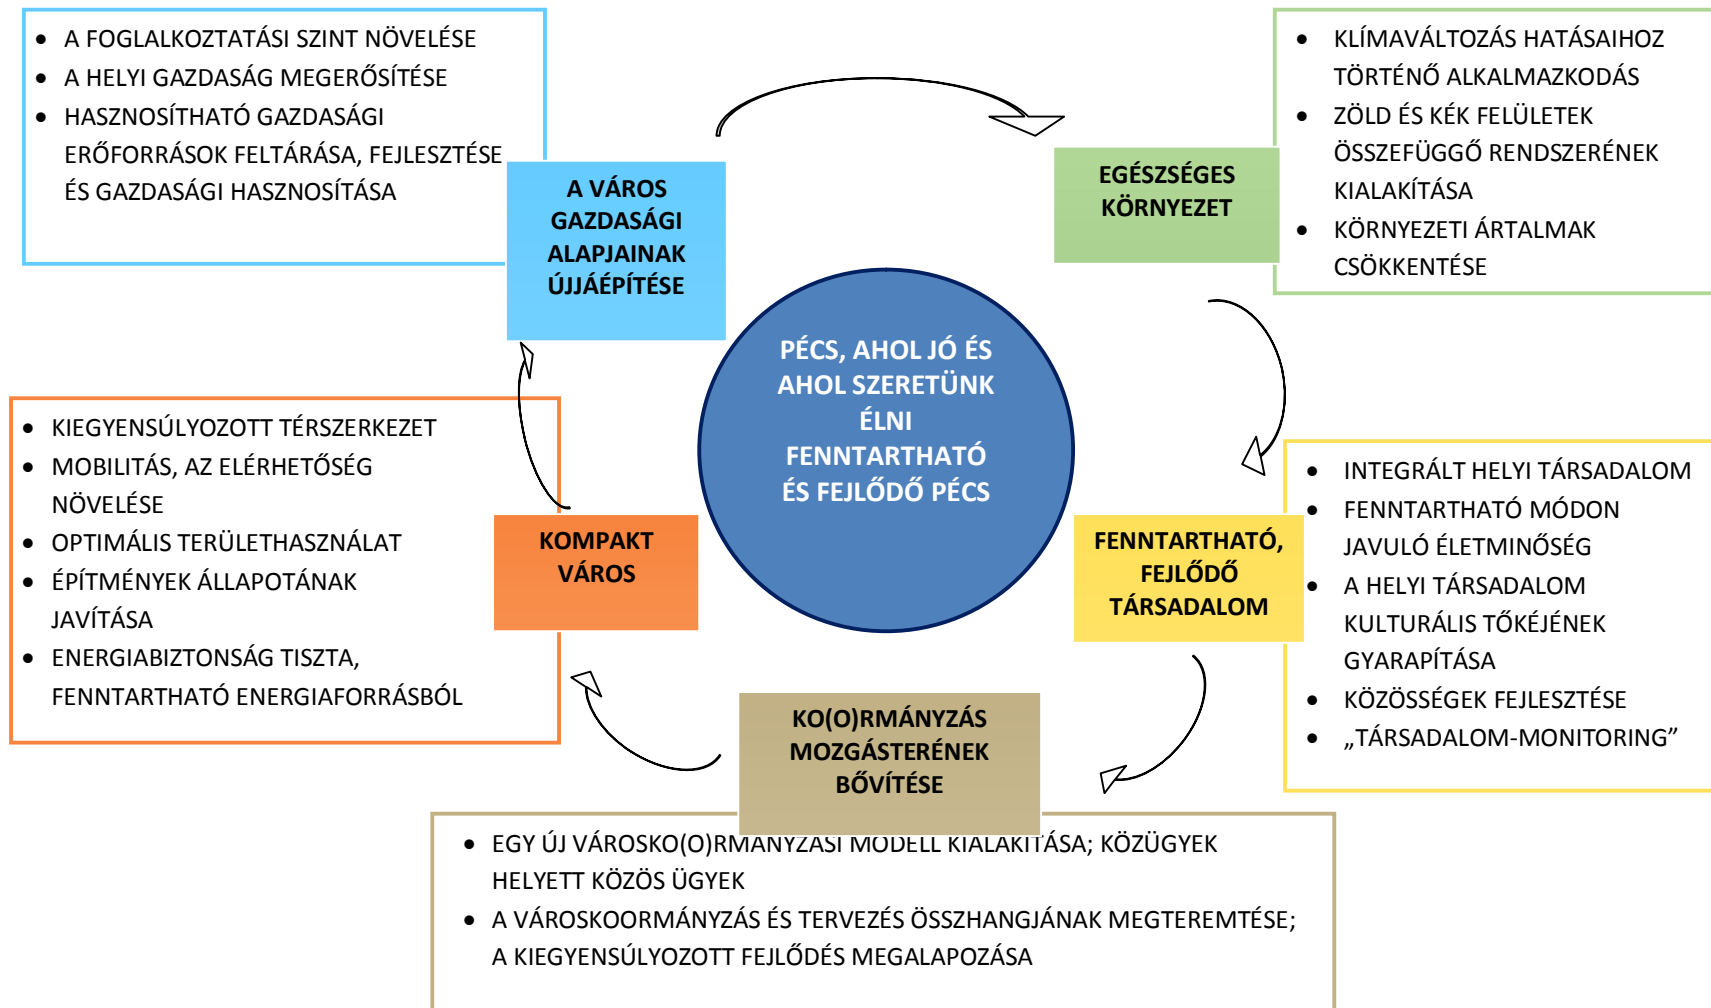 • A FOGLALKOZTATÁSI SZINT NÖVELÉSE
• A HELYI GAZDASÁG MEGERŐSÍTÉSE
• HASZNOSÍTHATÓ GAZDASÁGI
ERŐFORRÁSOK FELTÁRÁSA, FEJLESZTÉSE
ÉS GAZDASÁGI HASZNOSÍTÁSA
A VÁROS
GAZDASÁGI
ALAPJAINAK
ÚJJÁÉPÍTÉSE
EGÉSZSÉGES
KÖRNYEZET
• KLÍMAVÁLTOZÁS HATÁSAIHOZ
TÖRTÉNŐ ALKALMAZKODÁS
• ZÖLD ÉS KÉK FELÜLETEK
ÖSSZEFÜGGŐ RENDSZERÉNEK
KIALAKÍTÁSA
• KÖRNYEZETI ÁRTALMAK
CSÖKKENTÉSE
PÉCS, AHOL JÓ ÉS
AHOL SZERETÜNK
ÉLNI
FENNTARTHATÓ
ÉS FEJLŐDŐ PÉCS
• KIEGYENSÚLYOZOTT TÉRSZERKEZET
• MOBILITÁS, AZ ELÉRHETŐSÉG
NÖVELÉSE
• OPTIMÁLIS TERÜLETHASZNÁLAT
• ÉPÍTMÉNYEK ÁLLAPOTÁNAK
JAVÍTÁSA
• ENERGIABIZTONSÁG TISZTA,
FENNTARTHATÓ ENERGIAFORRÁSBÓL
KOMPAKT
VÁROS
FENNTARTHATÓ,
FEJLŐDŐ
TÁRSADALOM
• INTEGRÁLT HELYI TÁRSADALOM
• FENNTARTHATÓ MÓDON
JAVULÓ ÉLETMINŐSÉG
• A HELYI TÁRSADALOM
KULTURÁLIS TŐKÉJÉNEK
GYARAPÍTÁSA
• KÖZÖSSÉGEK FEJLESZTÉSE
• „TÁRSADALOM-MONITORING”
KO(O)RMÁNYZÁS
MOZGÁSTERÉNEK
BŐVÍTÉSE
• EGY ÚJ VÁROSKO(O)RMÁNYZÁSI MODELL KIALAKÍTÁSA; KÖZÜGYEK
HELYETT KÖZÖS ÜGYEK
• A VÁROSKOORMÁNYZÁS ÉS TERVEZÉS ÖSSZHANGJÁNAK MEGTEREMTÉSE;
A KIEGYENSÚLYOZOTT FEJLŐDÉS MEGALAPOZÁSA